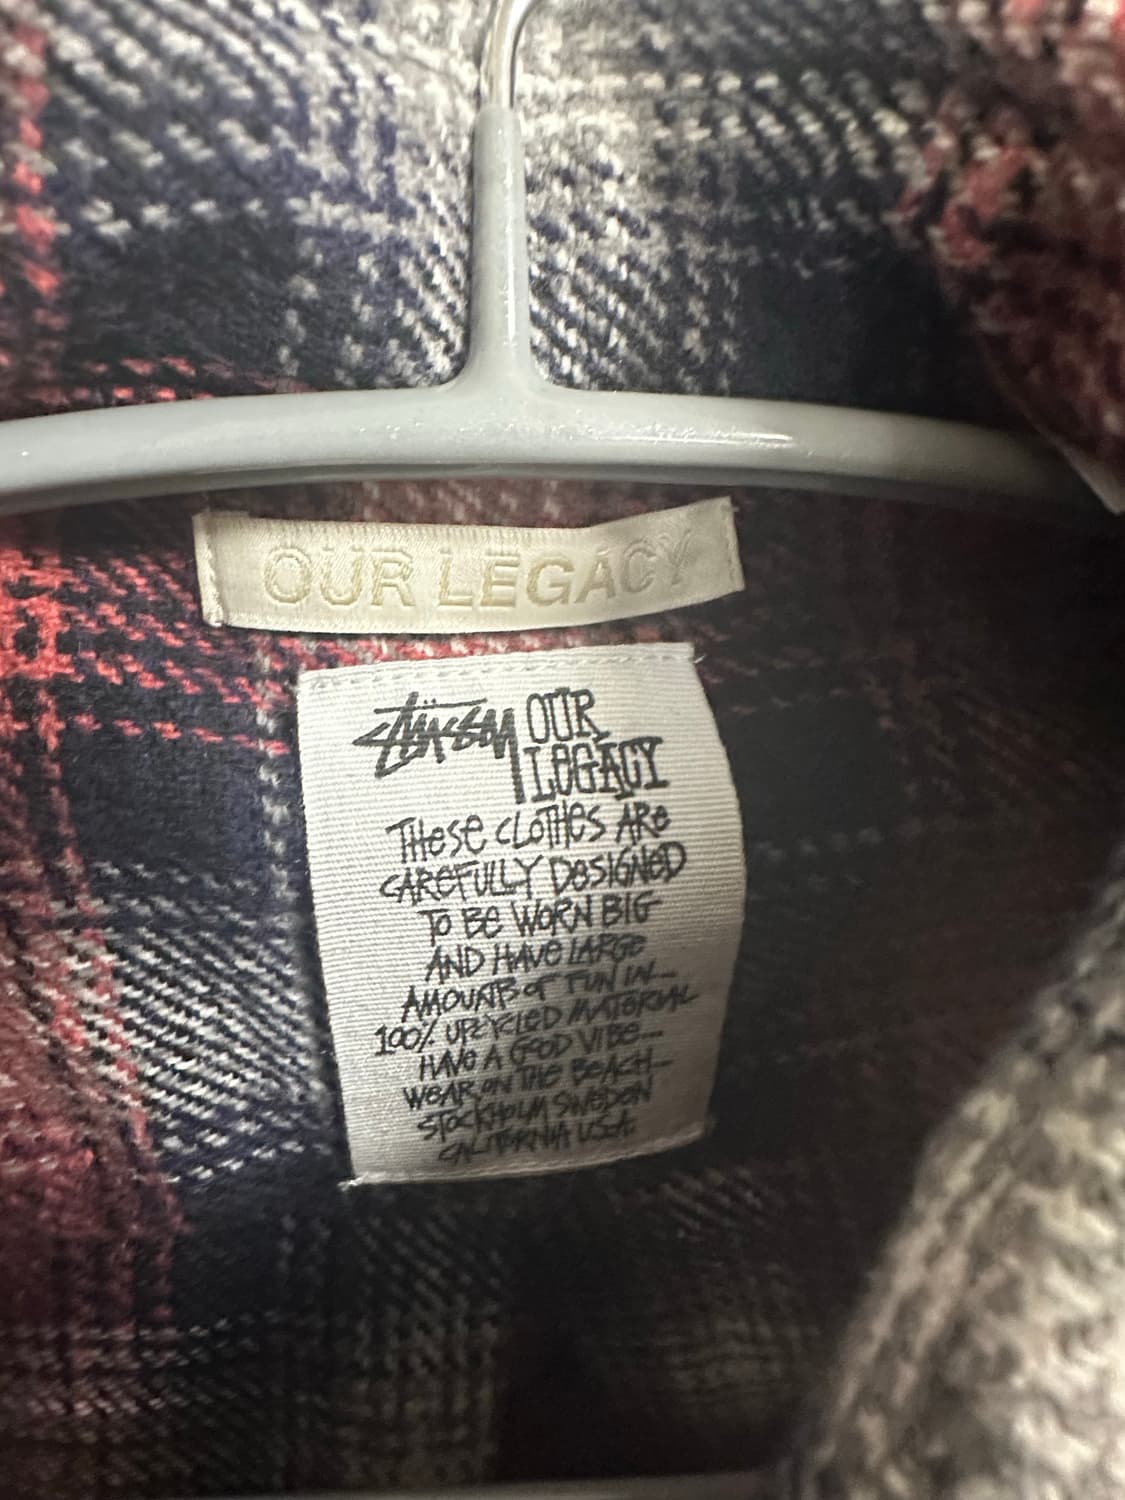 OUR LEGACY
STÜSSY OUR
LEGACY
THESE CLOTHES ARE
CAREFULLY DESIGNED
TO BE WORN BIG
AND HAVE LARGE
AMOUNTS OF FUN IN—
100% UPCYCLED MATERIAL
HAVE A GOOD VIBE—
WEAR ON THE BEACH—
STOCKHOLM SWEDEN
CALIFORNIA U.S.A.